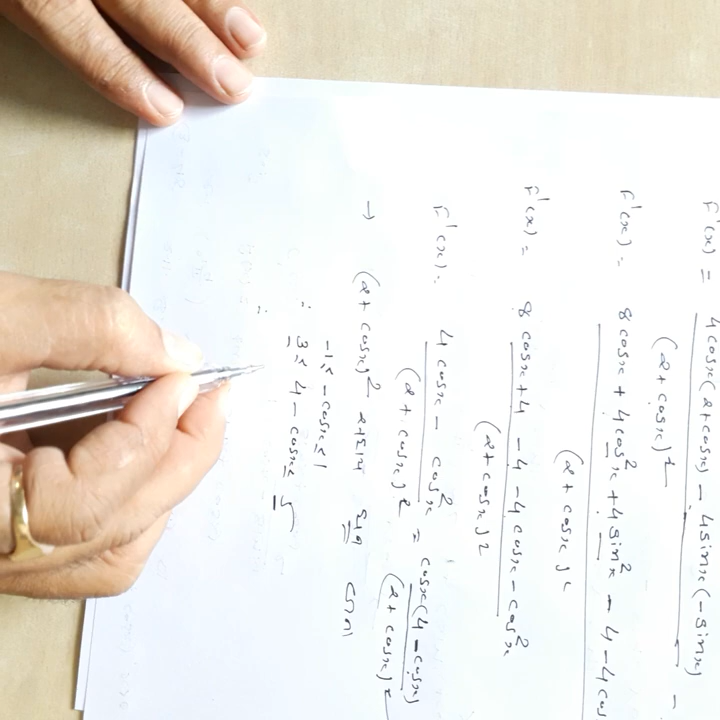 F'(x) = 4cosx(2+cosx) - 4sinx(-sinx) -
(2+cosx)²
F'(x) = 8cosx + 4cos²x + 4sin²x - 4 - 4cos
(2+cosx)²
F'(x) = 8cosx + 4 - 4 - 4cosx - cos²x
(2+cosx)²
F'(x) = 4cosx - cos²x = cosx(4-cosx)
(2+cosx)² (2+cosx)²
→ (2+cosx)²
-1 ≤ -cosx ≤ 1
∴ 3 ≤ 4 - cosx ≤ 5
∴